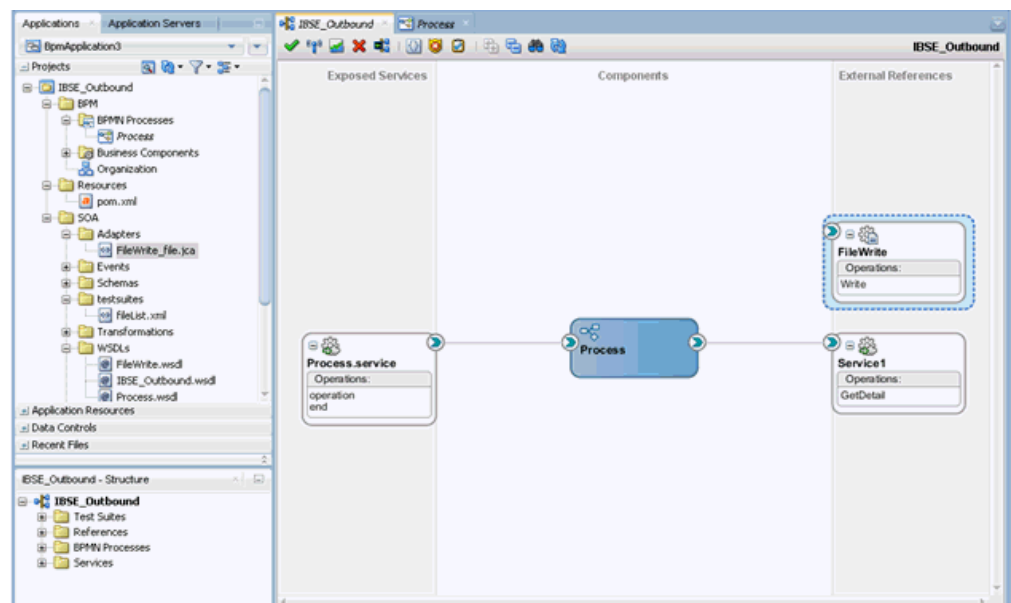 Applications
Application Servers
BpmApplication3
Projects
IBSE_Outbound
BPM
BPMN Processes
Process
Business Components
Organization
Resources
pom.xml
SOA
Adapters
FileWrite_file.jca
Events
Schemas
testsuites
fileList.xml
Transformations
WSDLs
FileWrite.wsdl
IBSE_Outbound.wsdl
Process.wsdl
Application Resources
Data Controls
Recent Files
IBSE_Outbound - Structure
IBSE_Outbound
Test Suites
References
BPMN Processes
Services
IBSE_Outbound
Process
IBSE_Outbound
Exposed Services
Components
External References
FileWrite
Operations:
Write
Process.service
Operations:
operation
end
Process
Service1
Operations:
GetDetail